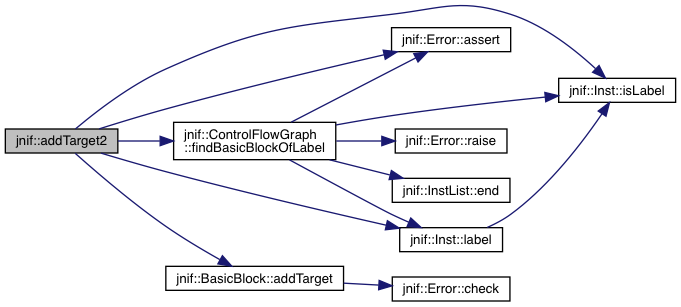 jnif::addTarget2
jnif::ControlFlowGraph
::findBasicBlockOfLabel
jnif::BasicBlock::addTarget
jnif::Error::assert
jnif::Error::raise
jnif::InstList::end
jnif::Inst::label
jnif::Error::check
jnif::Inst::isLabel